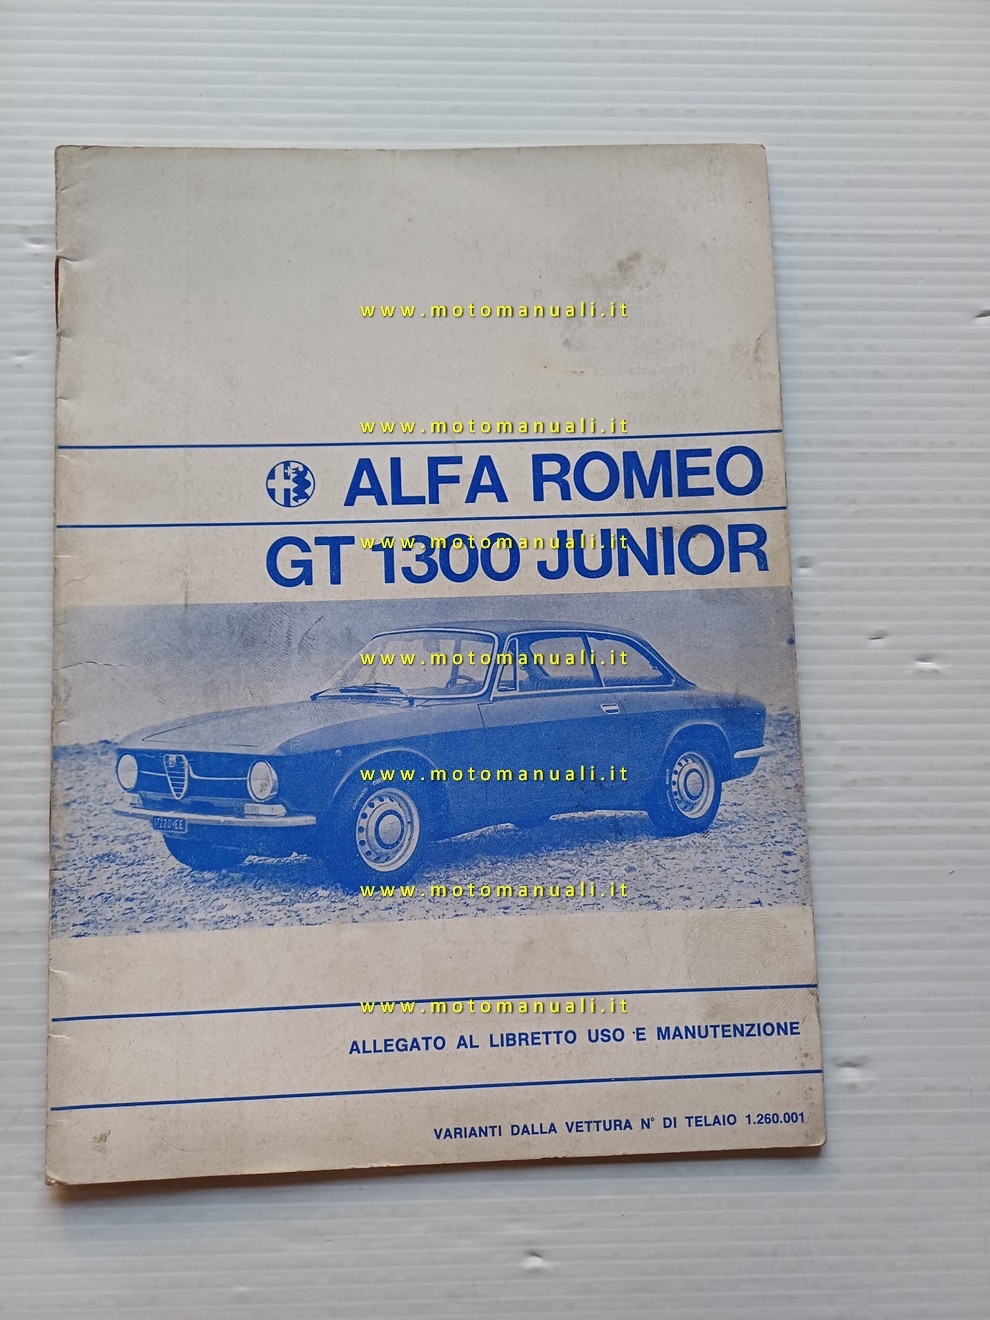 www.motomanuali.it
www.motomanuali.it
ALFA ROMEO
GT 1300 JUNIOR
www.motomanuali.it
www.motomanuali.it
www.motomanuali.it
www.motomanuali.it
www.motomanuali.it
ALLEGATO AL LIBRETTO USO E MANUTENZIONE
VARIANTI DALLA VETTURA N° DI TELAIO 1.260.001